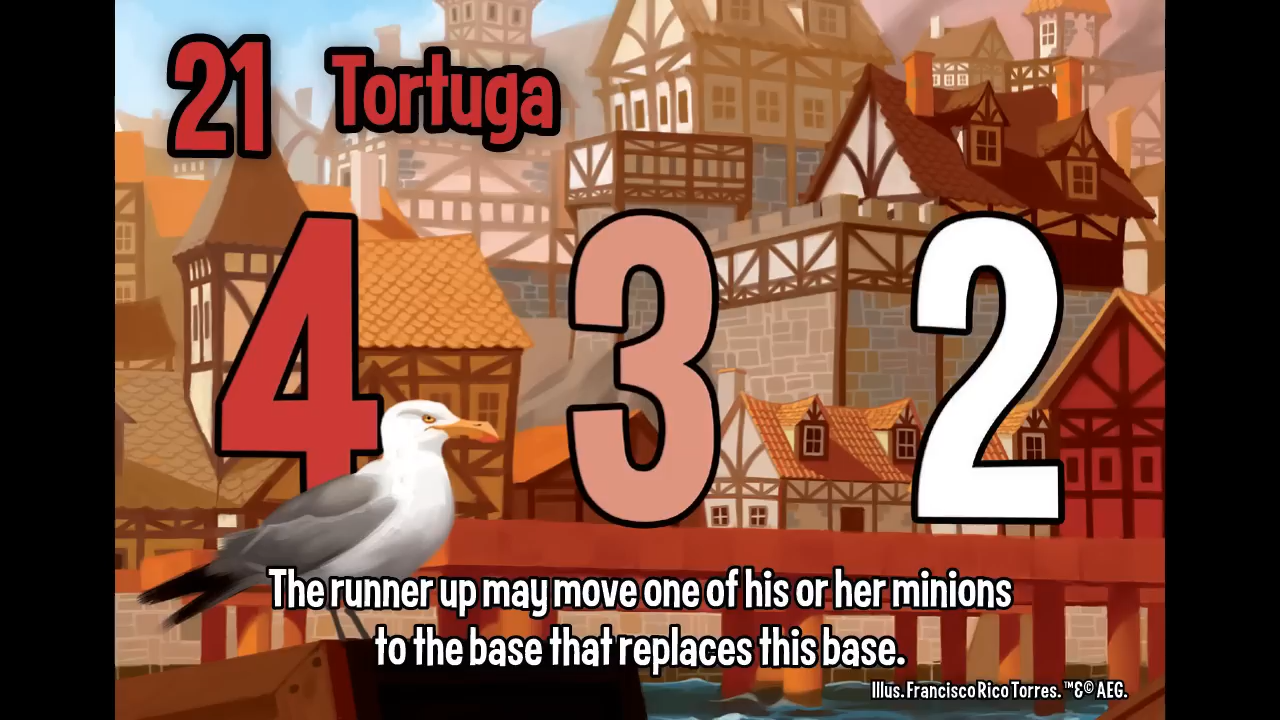 21 Tortuga
4 3 2
The runner up may move one of his or her minions
to the base that replaces this base.
Illus. Francisco Rico Torres. ™&© AEG.